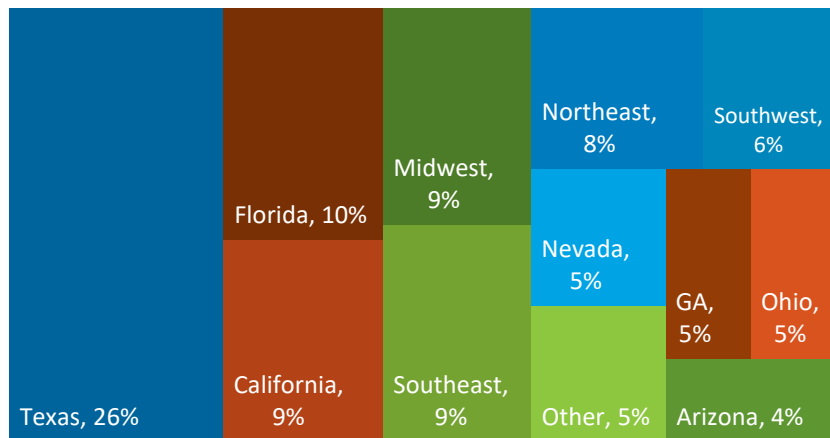 Texas, 26%
Florida, 10%
California,
9%
Midwest,
9%
Southeast,
9%
Northeast,
8%
Southwest,
6%
Nevada,
5%
Other, 5%
GA,
5%
Ohio,
5%
Arizona, 4%